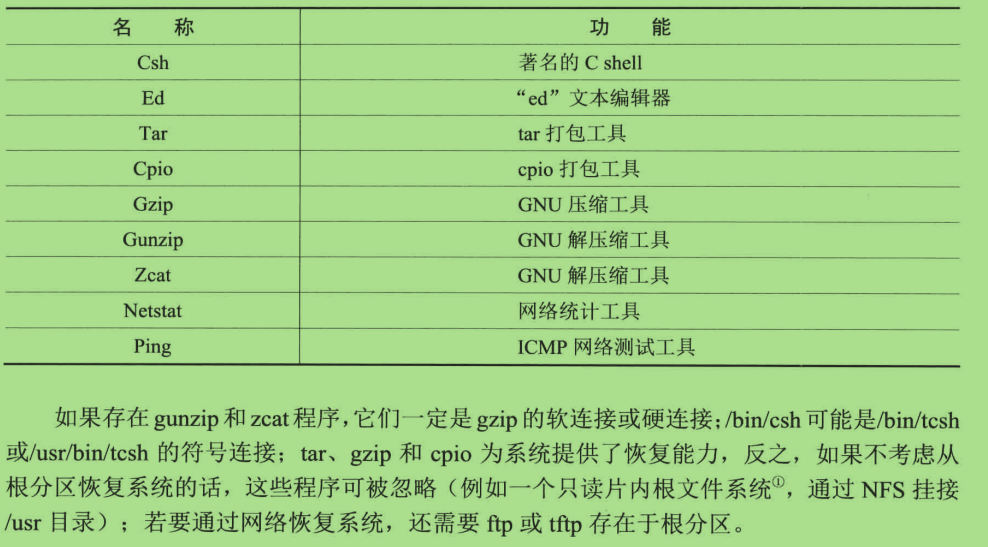 名 称 功 能
Csh 著名的 C shell
Ed “ed”文本编辑器
Tar tar 打包工具
Cpio cpio 打包工具
Gzip GNU 压缩工具
Gunzip GNU 解压缩工具
Zcat GNU 解压缩工具
Netstat 网络统计工具
Ping ICMP 网络测试工具
如果存在 gunzip 和 zcat 程序，它们一定是 gzip 的软连接或硬连接；/bin/csh 可能是/bin/tcsh
或/usr/bin/tcsh 的符号连接；tar、gzip 和 cpio 为系统提供了恢复能力，反之，如果不考虑从
根分区恢复系统的话，这些程序可被忽略（例如一个只读片内根文件系统①，通过 NFS 挂接
/usr 目录）；若要通过网络恢复系统，还需要 ftp 或 tftp 存在于根分区。